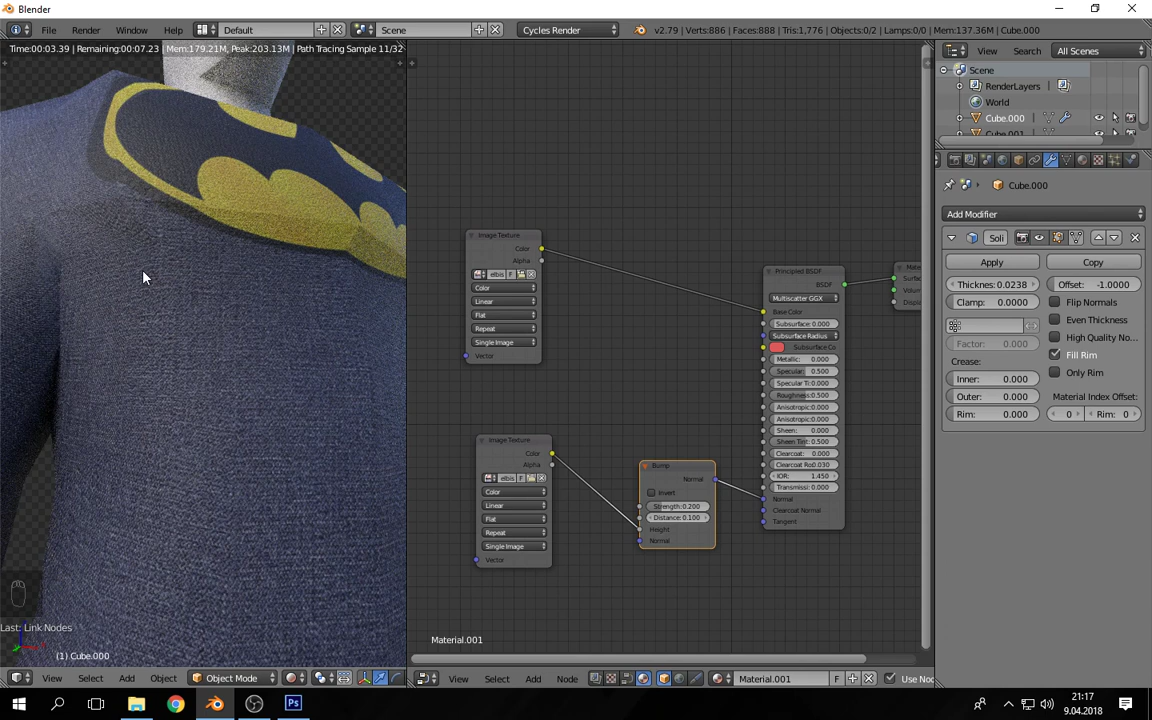 Blender
File Render Window Help Default Scene Cycles Render v2.79 | Verts:886 | Faces:888 | Tris:1,776 | Objects:0/2 | Lamps:0/0 | Mem:137.36M | Cube.000
Time:00:03.39 | Remaining:00:07.23 | Mem:179.21M, Peak:203.13M | Path Tracing Sample 11/32
View Search All Scenes
Scene
RenderLayers
World
Cube.000
Cube.001
Cube.000
Add Modifier
Soli
Apply Copy
Thicknes:0.0238 Offset: -1.0000
Clamp: 0.0000 Flip Normals
Even Thickness
High Quality No...
Factor: 0.000 Fill Rim
Crease: Only Rim
Inner: 0.000
Outer: 0.000 Material Index Offset:
Rim: 0.000 0 Rim: 0
Image Texture
Color
Alpha
elbis F
Color
Linear
Flat
Repeat
Single Image
Vector
Image Texture
Color
Alpha
elbis F
Color
Linear
Flat
Repeat
Single Image
Vector
Bump
Normal
Invert
Strength:0.200
Distance:0.100
Height
Normal
Principled BSDF
BSDF
Multiscatter GGX
Base Color
Subsurface: 0.000
Subsurface Radius
Subsurface Co
Metallic: 0.000
Specular: 0.500
Specular Ti:0.000
Roughness:0.500
Anisotropic:0.000
Anisotropic:0.000
Sheen: 0.000
Sheen Tint:0.500
Clearcoat: 0.000
Clearcoat Ro:0.030
IOR: 1.450
Transmissi: 0.000
Normal
Clearcoat Normal
Tangent
Mate
Surfac
Volum
Displac
Material.001
Last: Link Nodes
(1) Cube.000
View Select Add Object Object Mode View Select Add Node Material.001 F Use Noc
21:17
9.04.2018